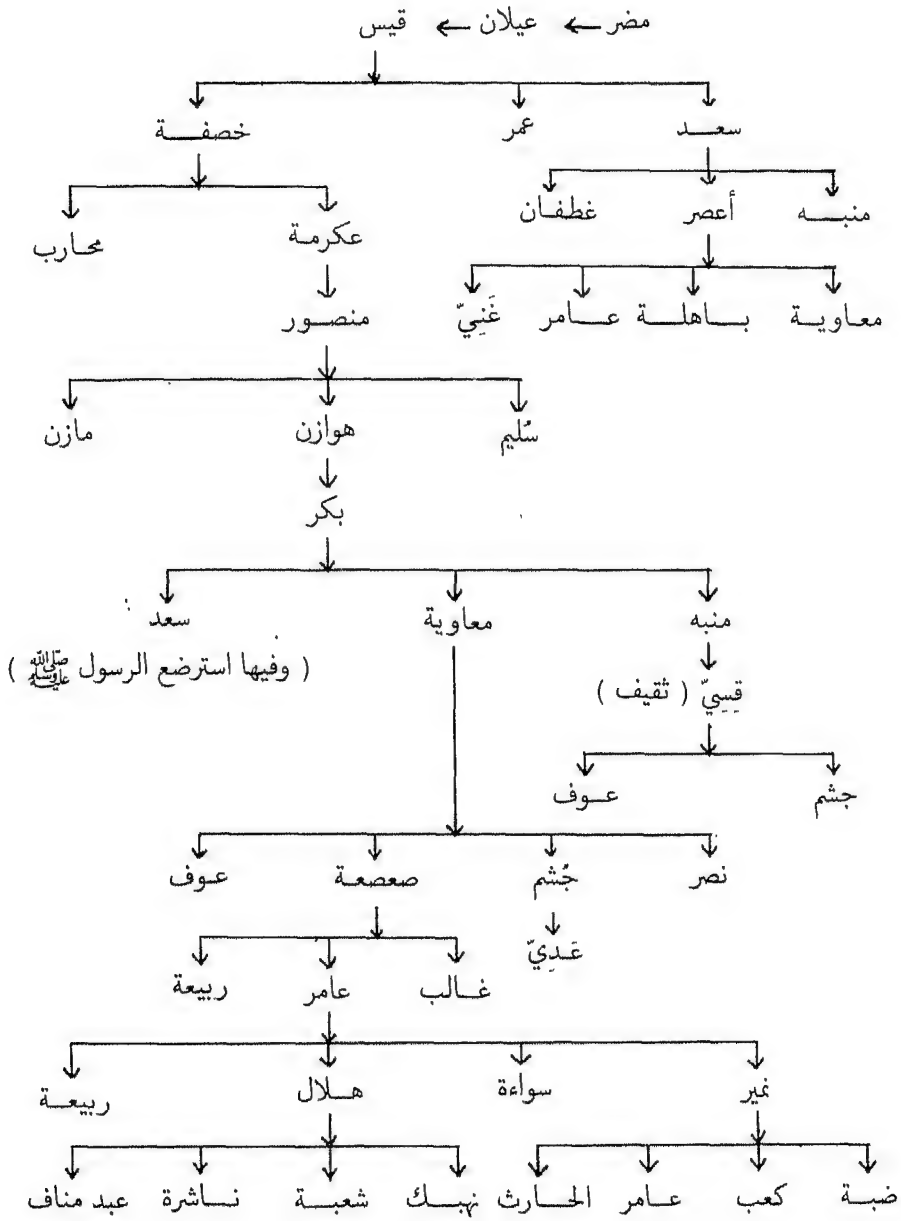 مضر ← عيلان ← قيس
سعد عمر خصفة
منبه أعصر غطفان
عكرمة محارب
معاوية باهلة عامر غَنِيّ
منصور
سُليم هوازن مازن
بكر
منبه معاوية سعد
( وفيها استرضع الرسول ﷺ )
قِسِيّ ( ثقيف )
جشم عوف
نصر جُشم صعصعة عوف
عَدِيّ
غالب عامر ربيعة
نمير سواءة هلال ربيعة
ضبة كعب عامر الحارث نهبك شعبة ناشرة عبد مناف